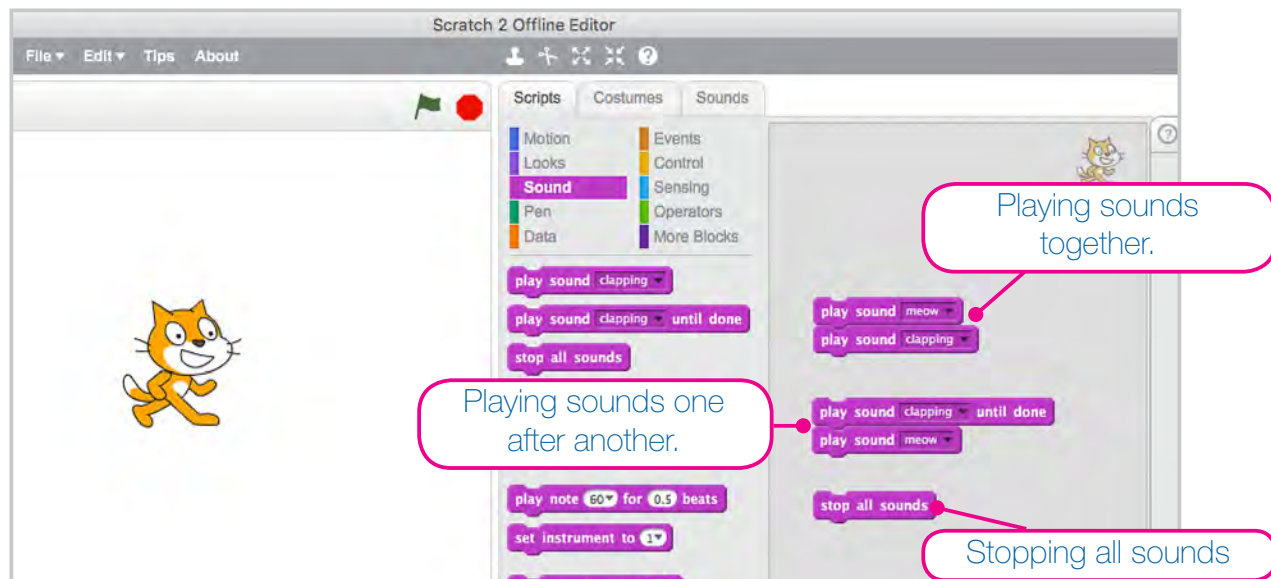 Scratch 2 Offline Editor
File Edit Tips About
Scripts Costumes Sounds
Motion Events
Looks Control
Sound Sensing
Pen Operators
Data More Blocks
play sound clapping
play sound clapping until done
stop all sounds
play note 60 for 0.5 beats
set instrument to 1
Playing sounds
together.
play sound meow
play sound clapping
Playing sounds one
after another.
play sound clapping until done
play sound meow
stop all sounds
Stopping all sounds